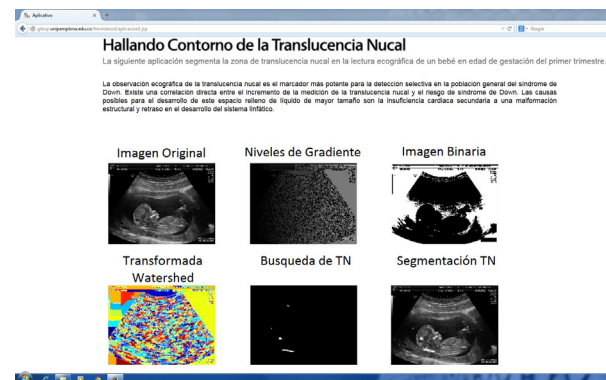 Aplicativo
Google
Hallando Contorno de la Translucencia Nucal
La siguiente aplicación segmenta la zona de translucencia nucal en la lectura ecográfica de un bebé en edad de gestación del primer trimestre.
La observación ecográfica de la translucencia nucal es el marcador más potente para la detección selectiva en la población general del síndrome de
Down. Existe una correlación directa entre el incremento de la medición de la translucencia nucal y el riesgo de síndrome de Down. Las causas
posibles para el desarrollo de este espacio relleno de líquido de mayor tamaño son la insuficiencia cardiaca secundaria a una malformación
estructural y retraso en el desarrollo del sistema linfático.
Imagen Original
Niveles de Gradiente
Imagen Binaria
Transformada
Watershed
Busqueda de TN
Segmentación TN